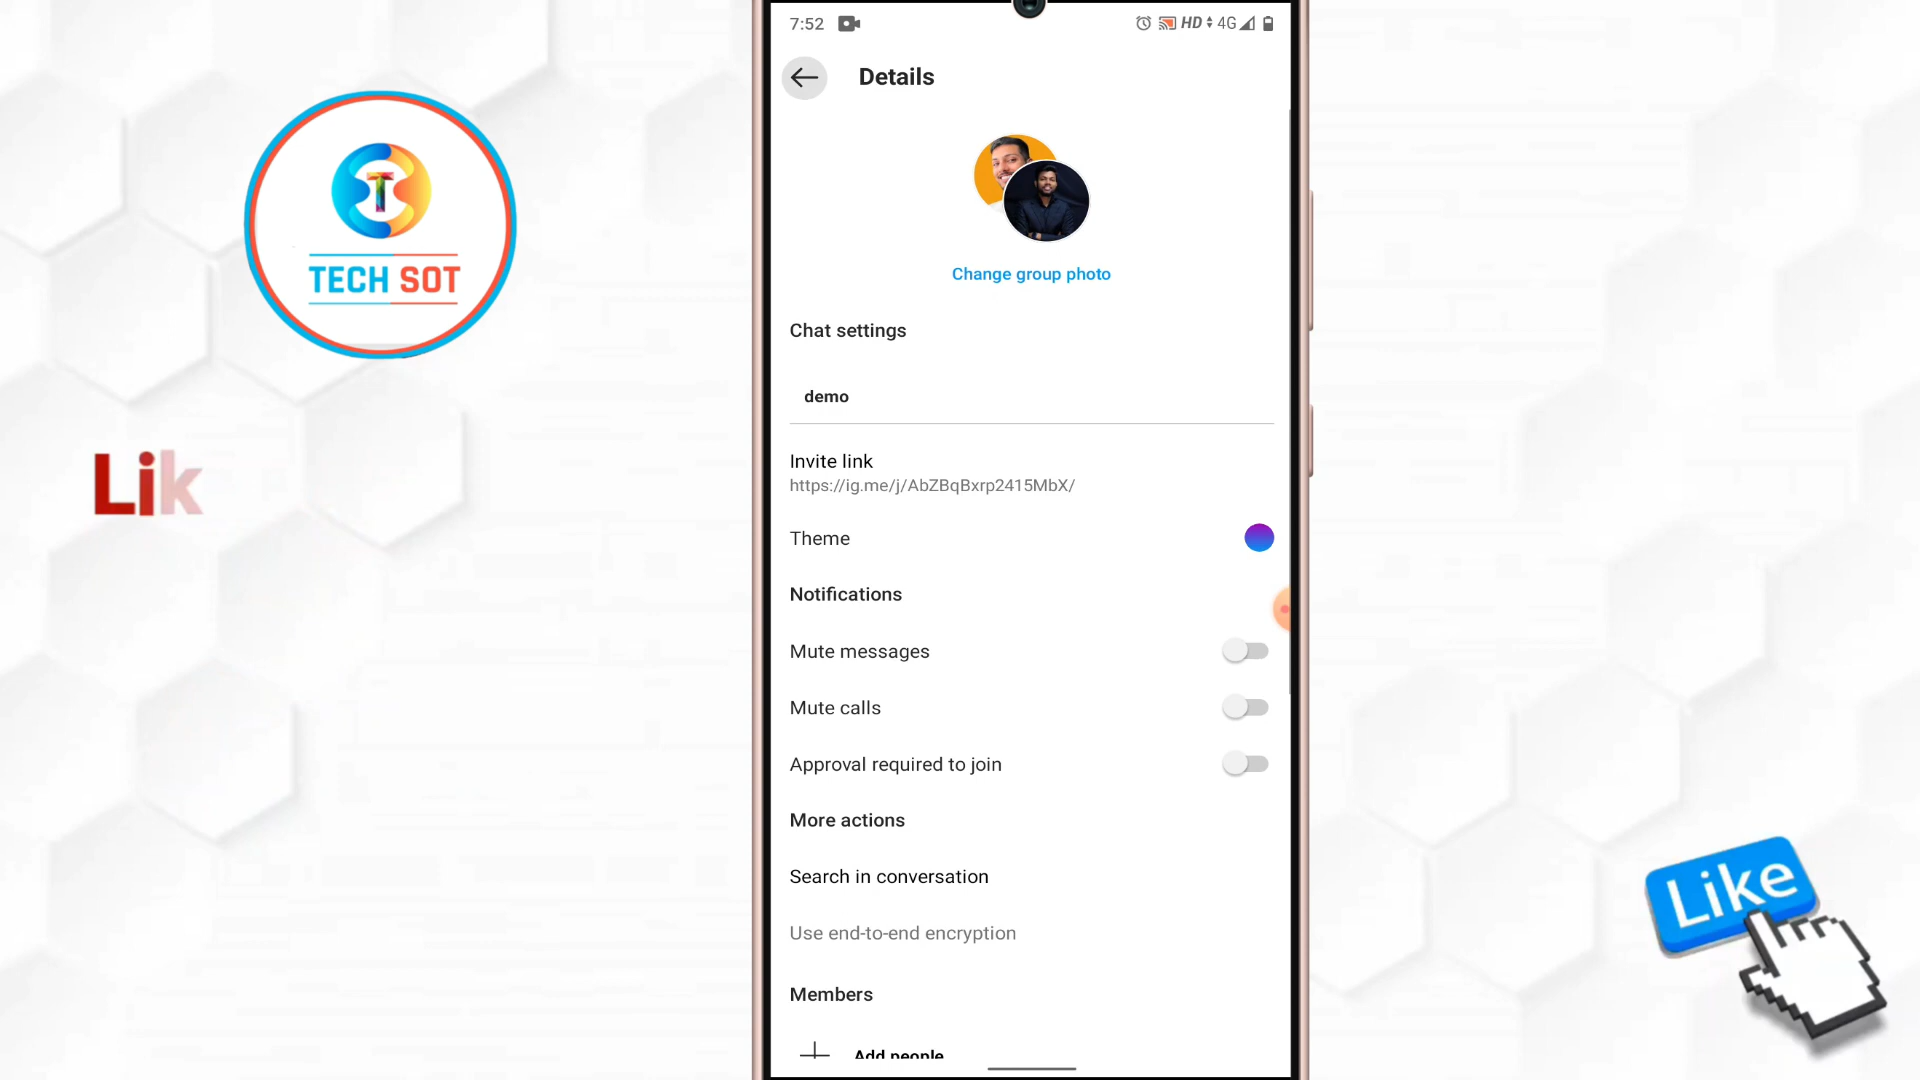 7:52
HD 4G
Details
TECH SOT
Change group photo
Chat settings
demo
Lik
Invite link
https://ig.me/j/AbZBqBxrp2415MbX/
Theme
Notifications
Mute messages
Mute calls
Approval required to join
More actions
Search in conversation
Like
Use end-to-end encryption
Members
Add people